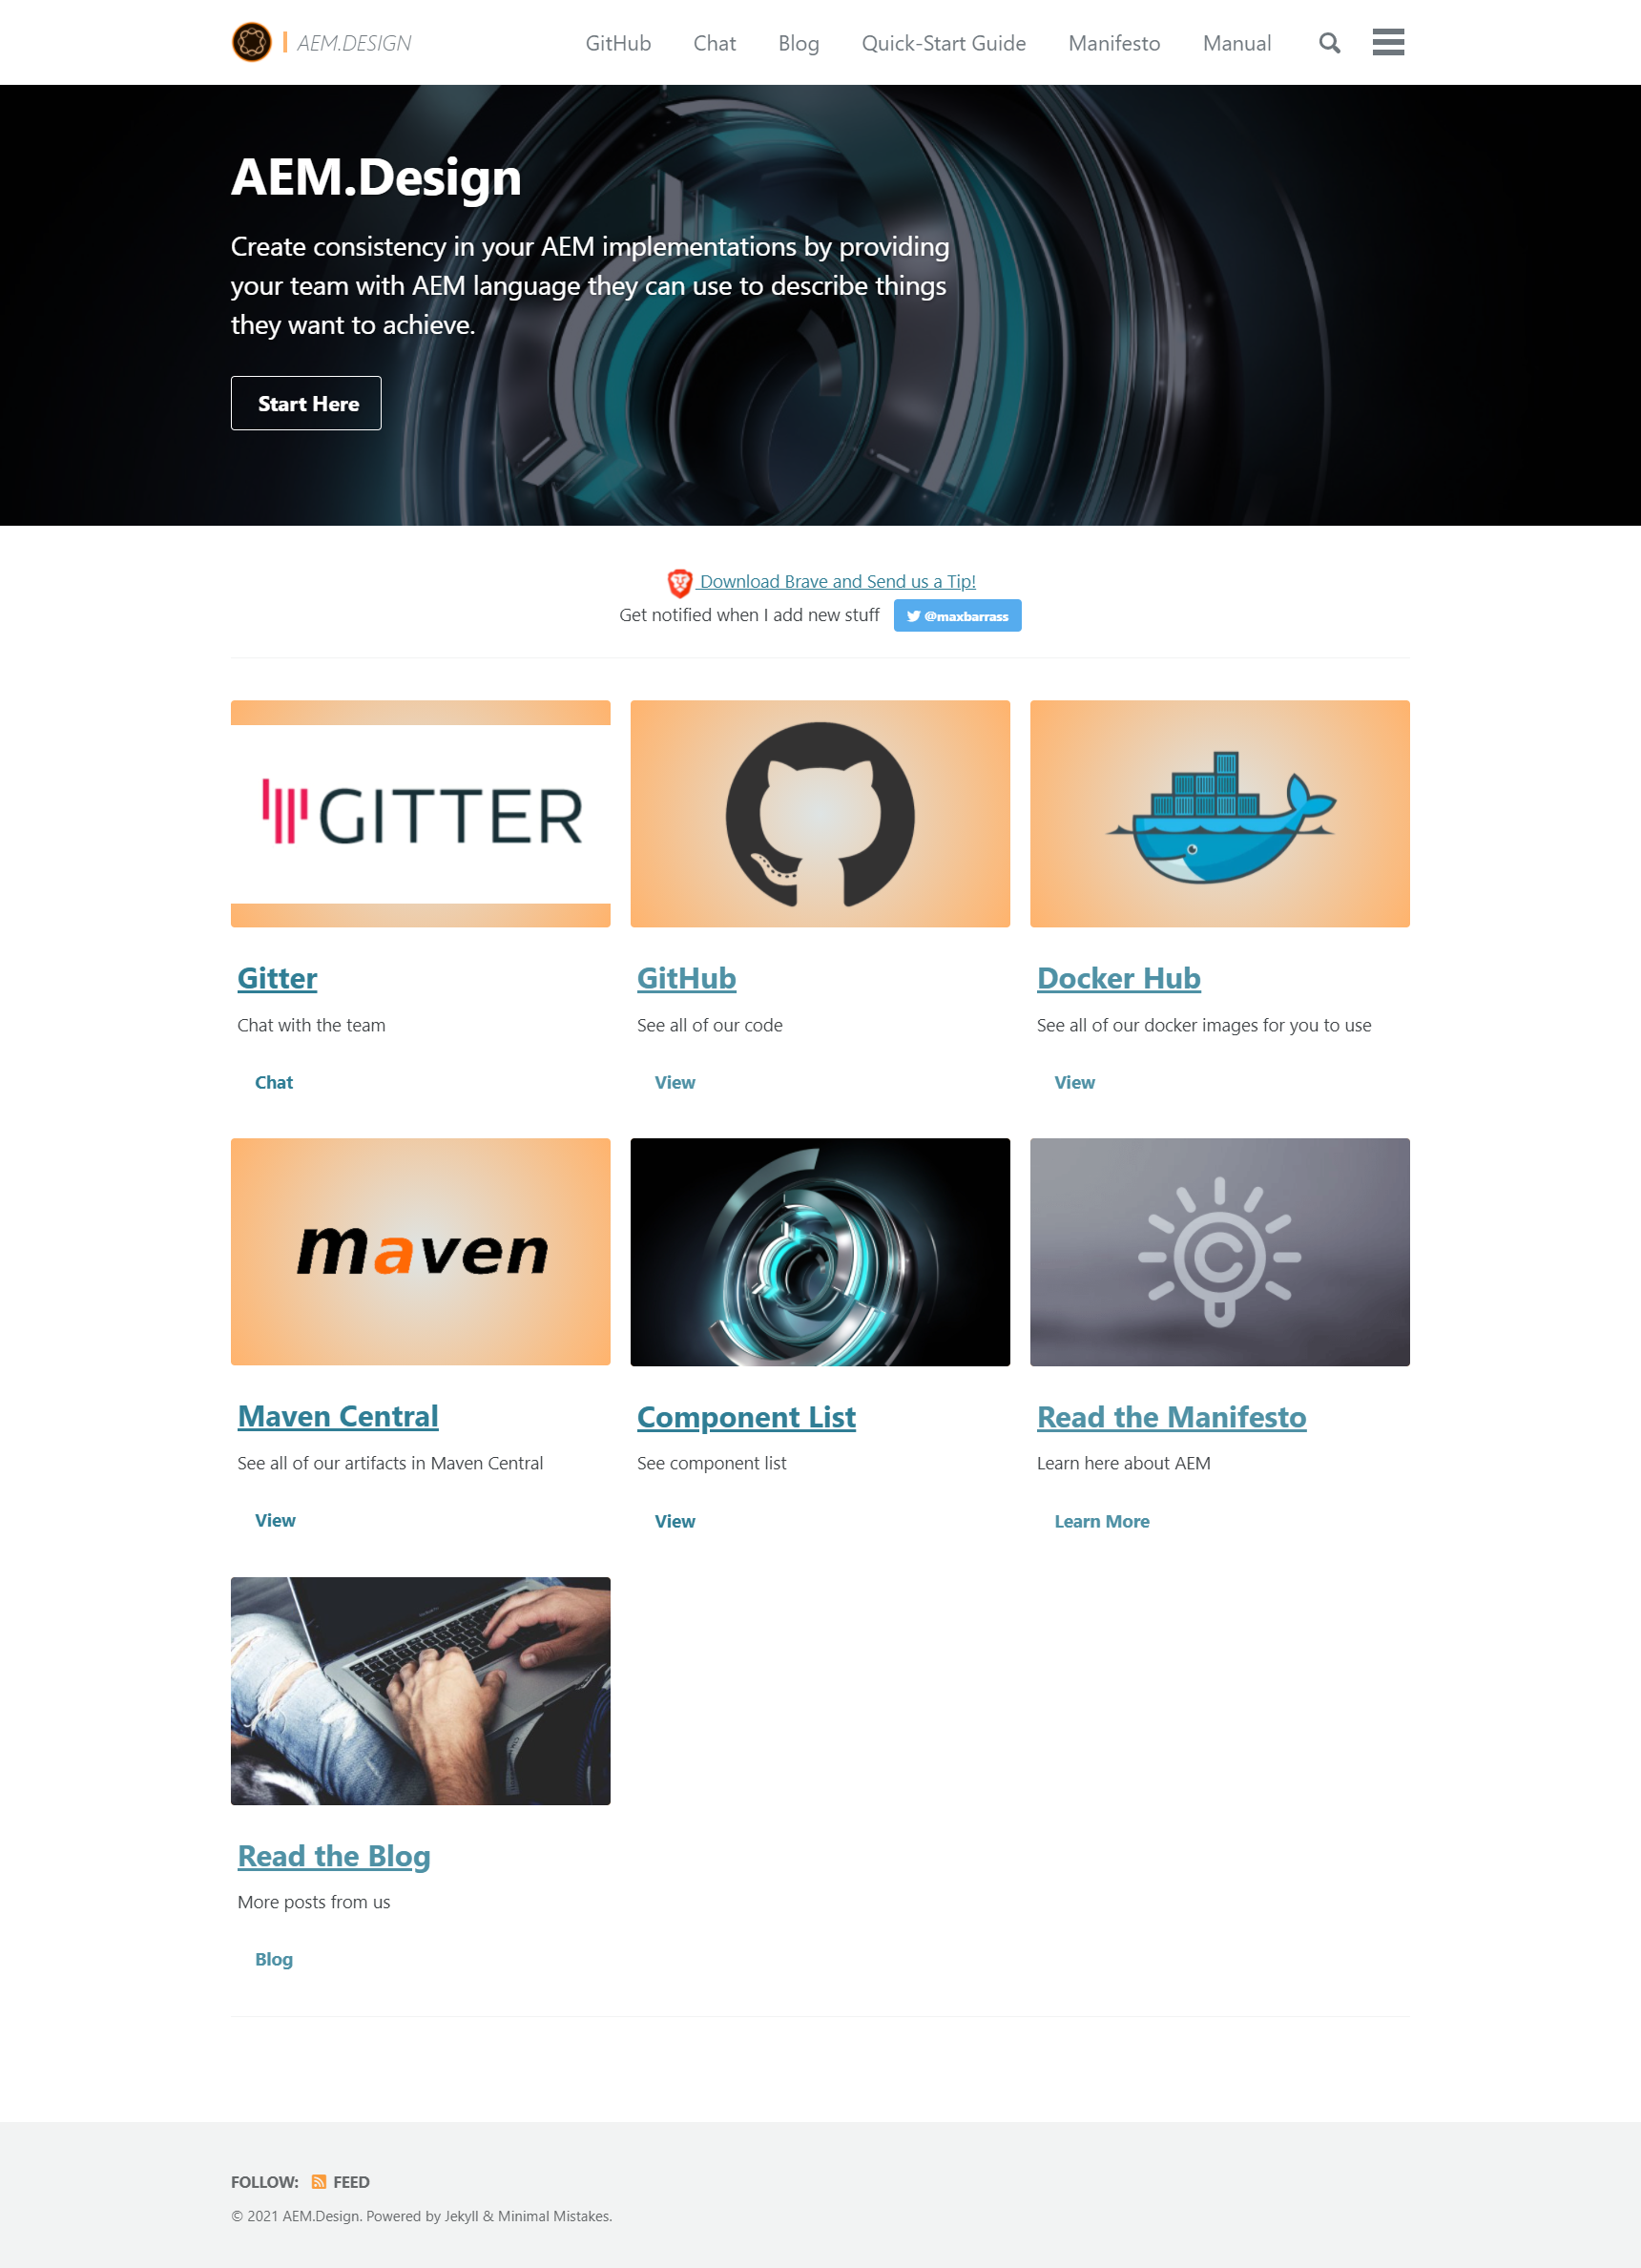 AEM.DESIGN
GitHub
Chat
Blog
Quick-Start Guide
Manifesto
Manual
AEM.Design
Create consistency in your AEM implementations by providing
your team with AEM language they can use to describe things
they want to achieve.
Start Here
Download Brave and Send us a Tip!
Get notified when I add new stuff @maxbarrass
GITTER
Gitter
Chat with the team
Chat
GitHub
See all of our code
View
Docker Hub
See all of our docker images for you to use
View
maven
Maven Central
See all of our artifacts in Maven Central
View
Component List
See component list
View
Read the Manifesto
Learn here about AEM
Learn More
Read the Blog
More posts from us
Blog
FOLLOW: FEED
© 2021 AEM.Design. Powered by Jekyll & Minimal Mistakes.